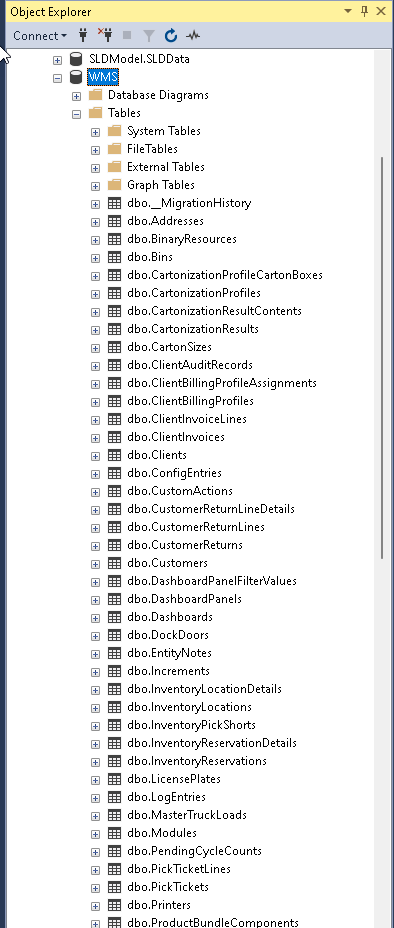 Object Explorer
Connect
SLDModel.SLDData
WMS
Database Diagrams
Tables
System Tables
FileTables
External Tables
Graph Tables
dbo.__MigrationHistory
dbo.Addresses
dbo.BinaryResources
dbo.Bins
dbo.CartonizationProfileCartonBoxes
dbo.CartonizationProfiles
dbo.CartonizationResultContents
dbo.CartonizationResults
dbo.CartonSizes
dbo.ClientAuditRecords
dbo.ClientBillingProfileAssignments
dbo.ClientBillingProfiles
dbo.ClientInvoiceLines
dbo.ClientInvoices
dbo.Clients
dbo.ConfigEntries
dbo.CustomActions
dbo.CustomerReturnLineDetails
dbo.CustomerReturnLines
dbo.CustomerReturns
dbo.Customers
dbo.DashboardPanelFilterValues
dbo.DashboardPanels
dbo.Dashboards
dbo.DockDoors
dbo.EntityNotes
dbo.Increments
dbo.InventoryLocationDetails
dbo.InventoryLocations
dbo.InventoryPickShorts
dbo.InventoryReservationDetails
dbo.InventoryReservations
dbo.LicensePlates
dbo.LogEntries
dbo.MasterTruckLoads
dbo.Modules
dbo.PendingCycleCounts
dbo.PickTicketLines
dbo.PickTickets
dbo.Printers
dbo.ProductBundleComponents